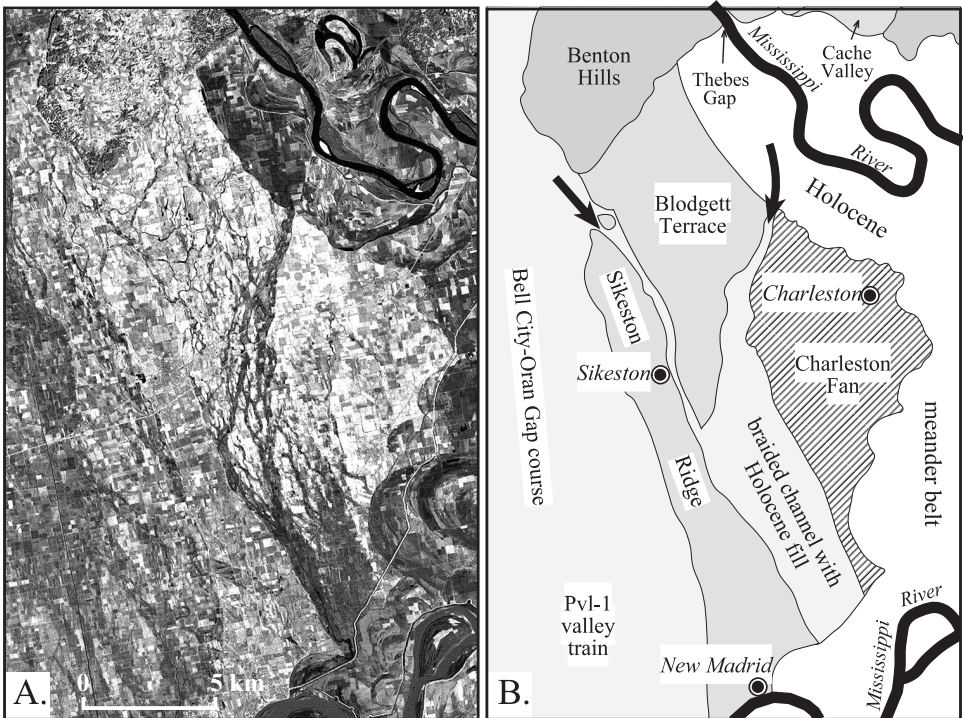 A.
0
5 km
Benton
Hills
Thebes
Gap
Mississippi
River
Cache
Valley
Holocene
Blodgett
Terrace
Sikeston
Ridge
Bell City-Oran Gap
course
Charleston
Sikeston
Charleston
Fan
braided channel with
Holocene fill
meander belt
Pvl-1
valley
train
New Madrid
Mississippi
River
B.